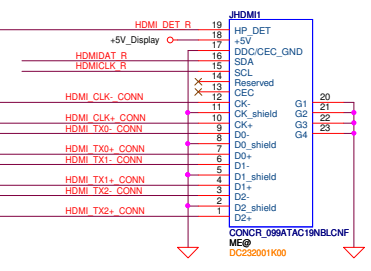 JHDMI1
HDMI_DET_R 19 HP_DET
+5V_Display 18 +5V
17 DDC/CEC_GND
HDMIDAT_R 16 SDA
HDMICLK_R 15 SCL
14 Reserved
13 CEC
HDMI_CLK-_CONN 12 CK- G1 20
11 CK_shield G2 21
HDMI_CLK+_CONN 10 CK+ G3 22
HDMI_TX0-_CONN 9 D0- G4 23
8 D0_shield
HDMI_TX0+_CONN 7 D0+
HDMI_TX1-_CONN 6 D1-
5 D1_shield
HDMI_TX1+_CONN 4 D1+
HDMI_TX2-_CONN 3 D2-
2 D2_shield
HDMI_TX2+_CONN 1 D2+
CONCR_099ATAC19NBLCNF
ME@
DC232001K00